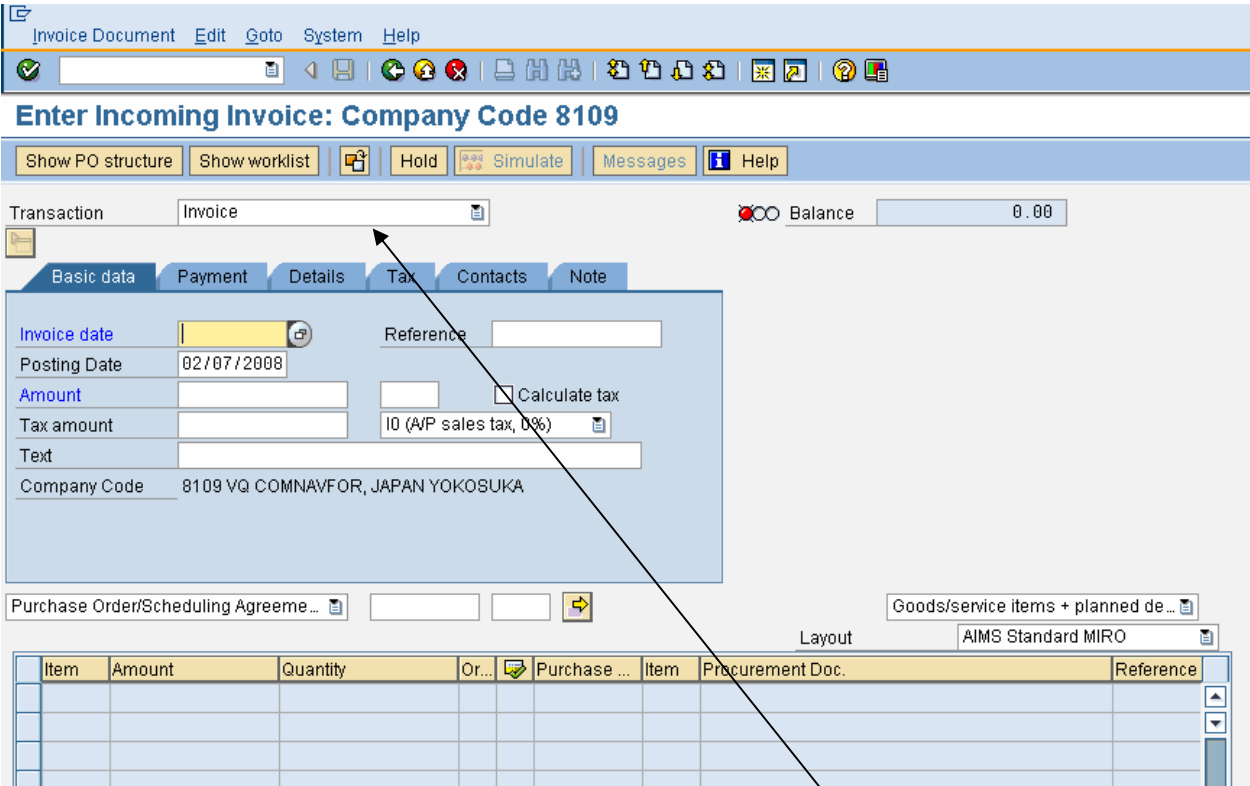 Invoice Document Edit Goto System Help
Enter Incoming Invoice: Company Code 8109
Show PO structure Show worklist Hold Simulate Messages Help
Transaction Invoice Balance 0.00
Basic data Payment Details Tax Contacts Note
Invoice date Reference
Posting Date 02/07/2008
Amount Calculate tax
Tax amount I0 (A/P sales tax, 0%)
Text
Company Code 8109 VQ COMNAVFOR, JAPAN YOKOSUKA
Purchase Order/Scheduling Agreeme... Goods/service items + planned de...
Layout AIMS Standard MIRO
Item Amount Quantity Or... Purchase ... Item Procurement Doc. Reference